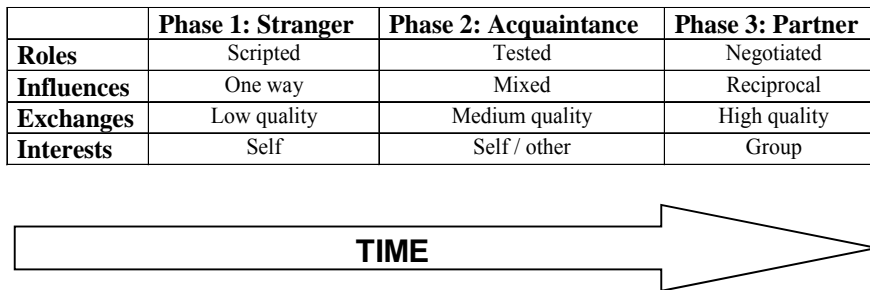 Phase 1: Stranger Phase 2: Acquaintance Phase 3: Partner
Roles Scripted Tested Negotiated
Influences One way Mixed Reciprocal
Exchanges Low quality Medium quality High quality
Interests Self Self / other Group
TIME